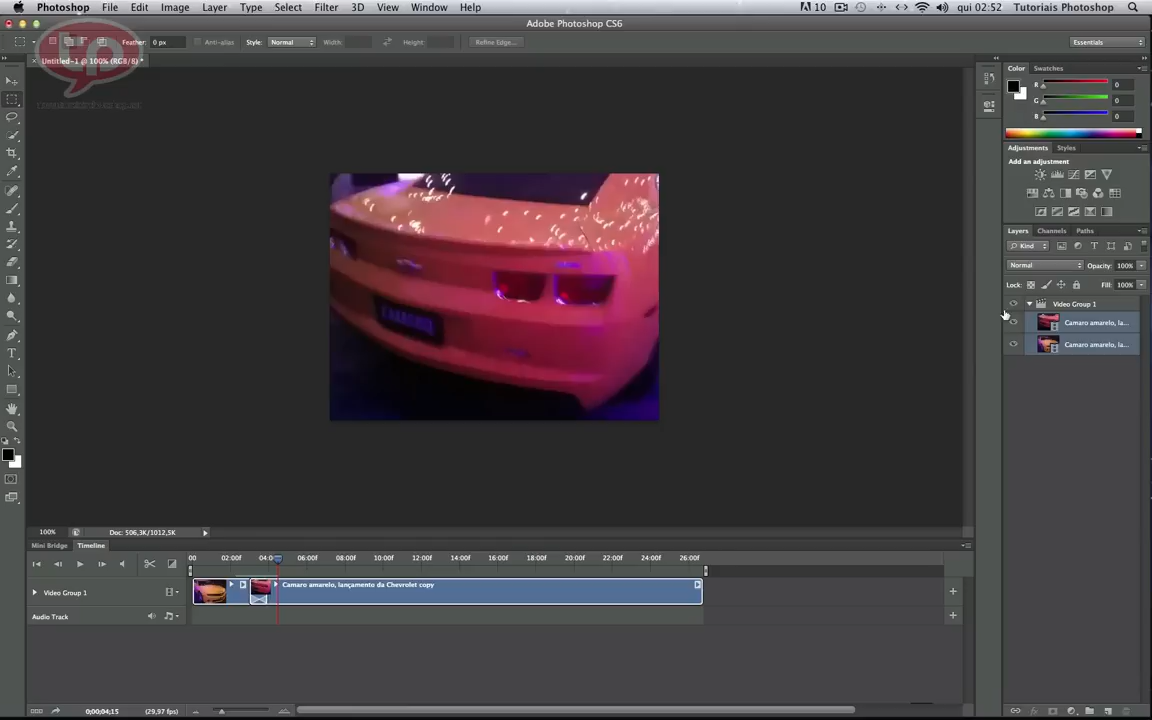 Photoshop File Edit Image Layer Type Select Filter 3D View Window Help 10 qui 02:52 Tutoriais Photoshop
Adobe Photoshop CS6
Feather: 0 px Anti-alias Style: Normal Width: Height: Refine Edge... Essentials
tp
Untitled-1 @ 100% (RGB/8) *
Color Swatches
R 0
G 0
B 0
Adjustments Styles
Add an adjustment
Layers Channels Paths
Kind
Normal Opacity: 100%
Lock: Fill: 100%
Video Group 1
Camaro amarelo, la...
Camaro amarelo, la...
CAMARO
100% Doc: 506,3K/1012,5K
Mini Bridge Timeline
00 02:00f 04:00f 06:00f 08:00f 10:00f 12:00f 14:00f 16:00f 18:00f 20:00f 22:00f 24:00f 26:00f
Video Group 1 Camaro amarelo, lançamento da Chevrolet copy
Audio Track
0;00;04;15 (29,97 fps)